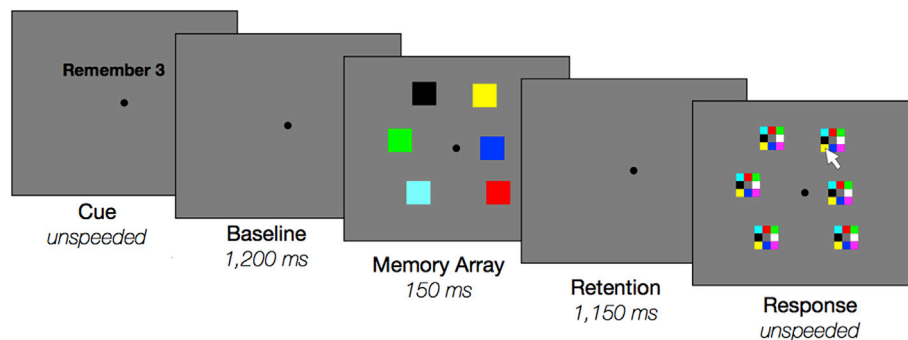 Remember 3
Cue
unspeeded
Baseline
1,200 ms
Memory Array
150 ms
Retention
1,150 ms
Response
unspeeded